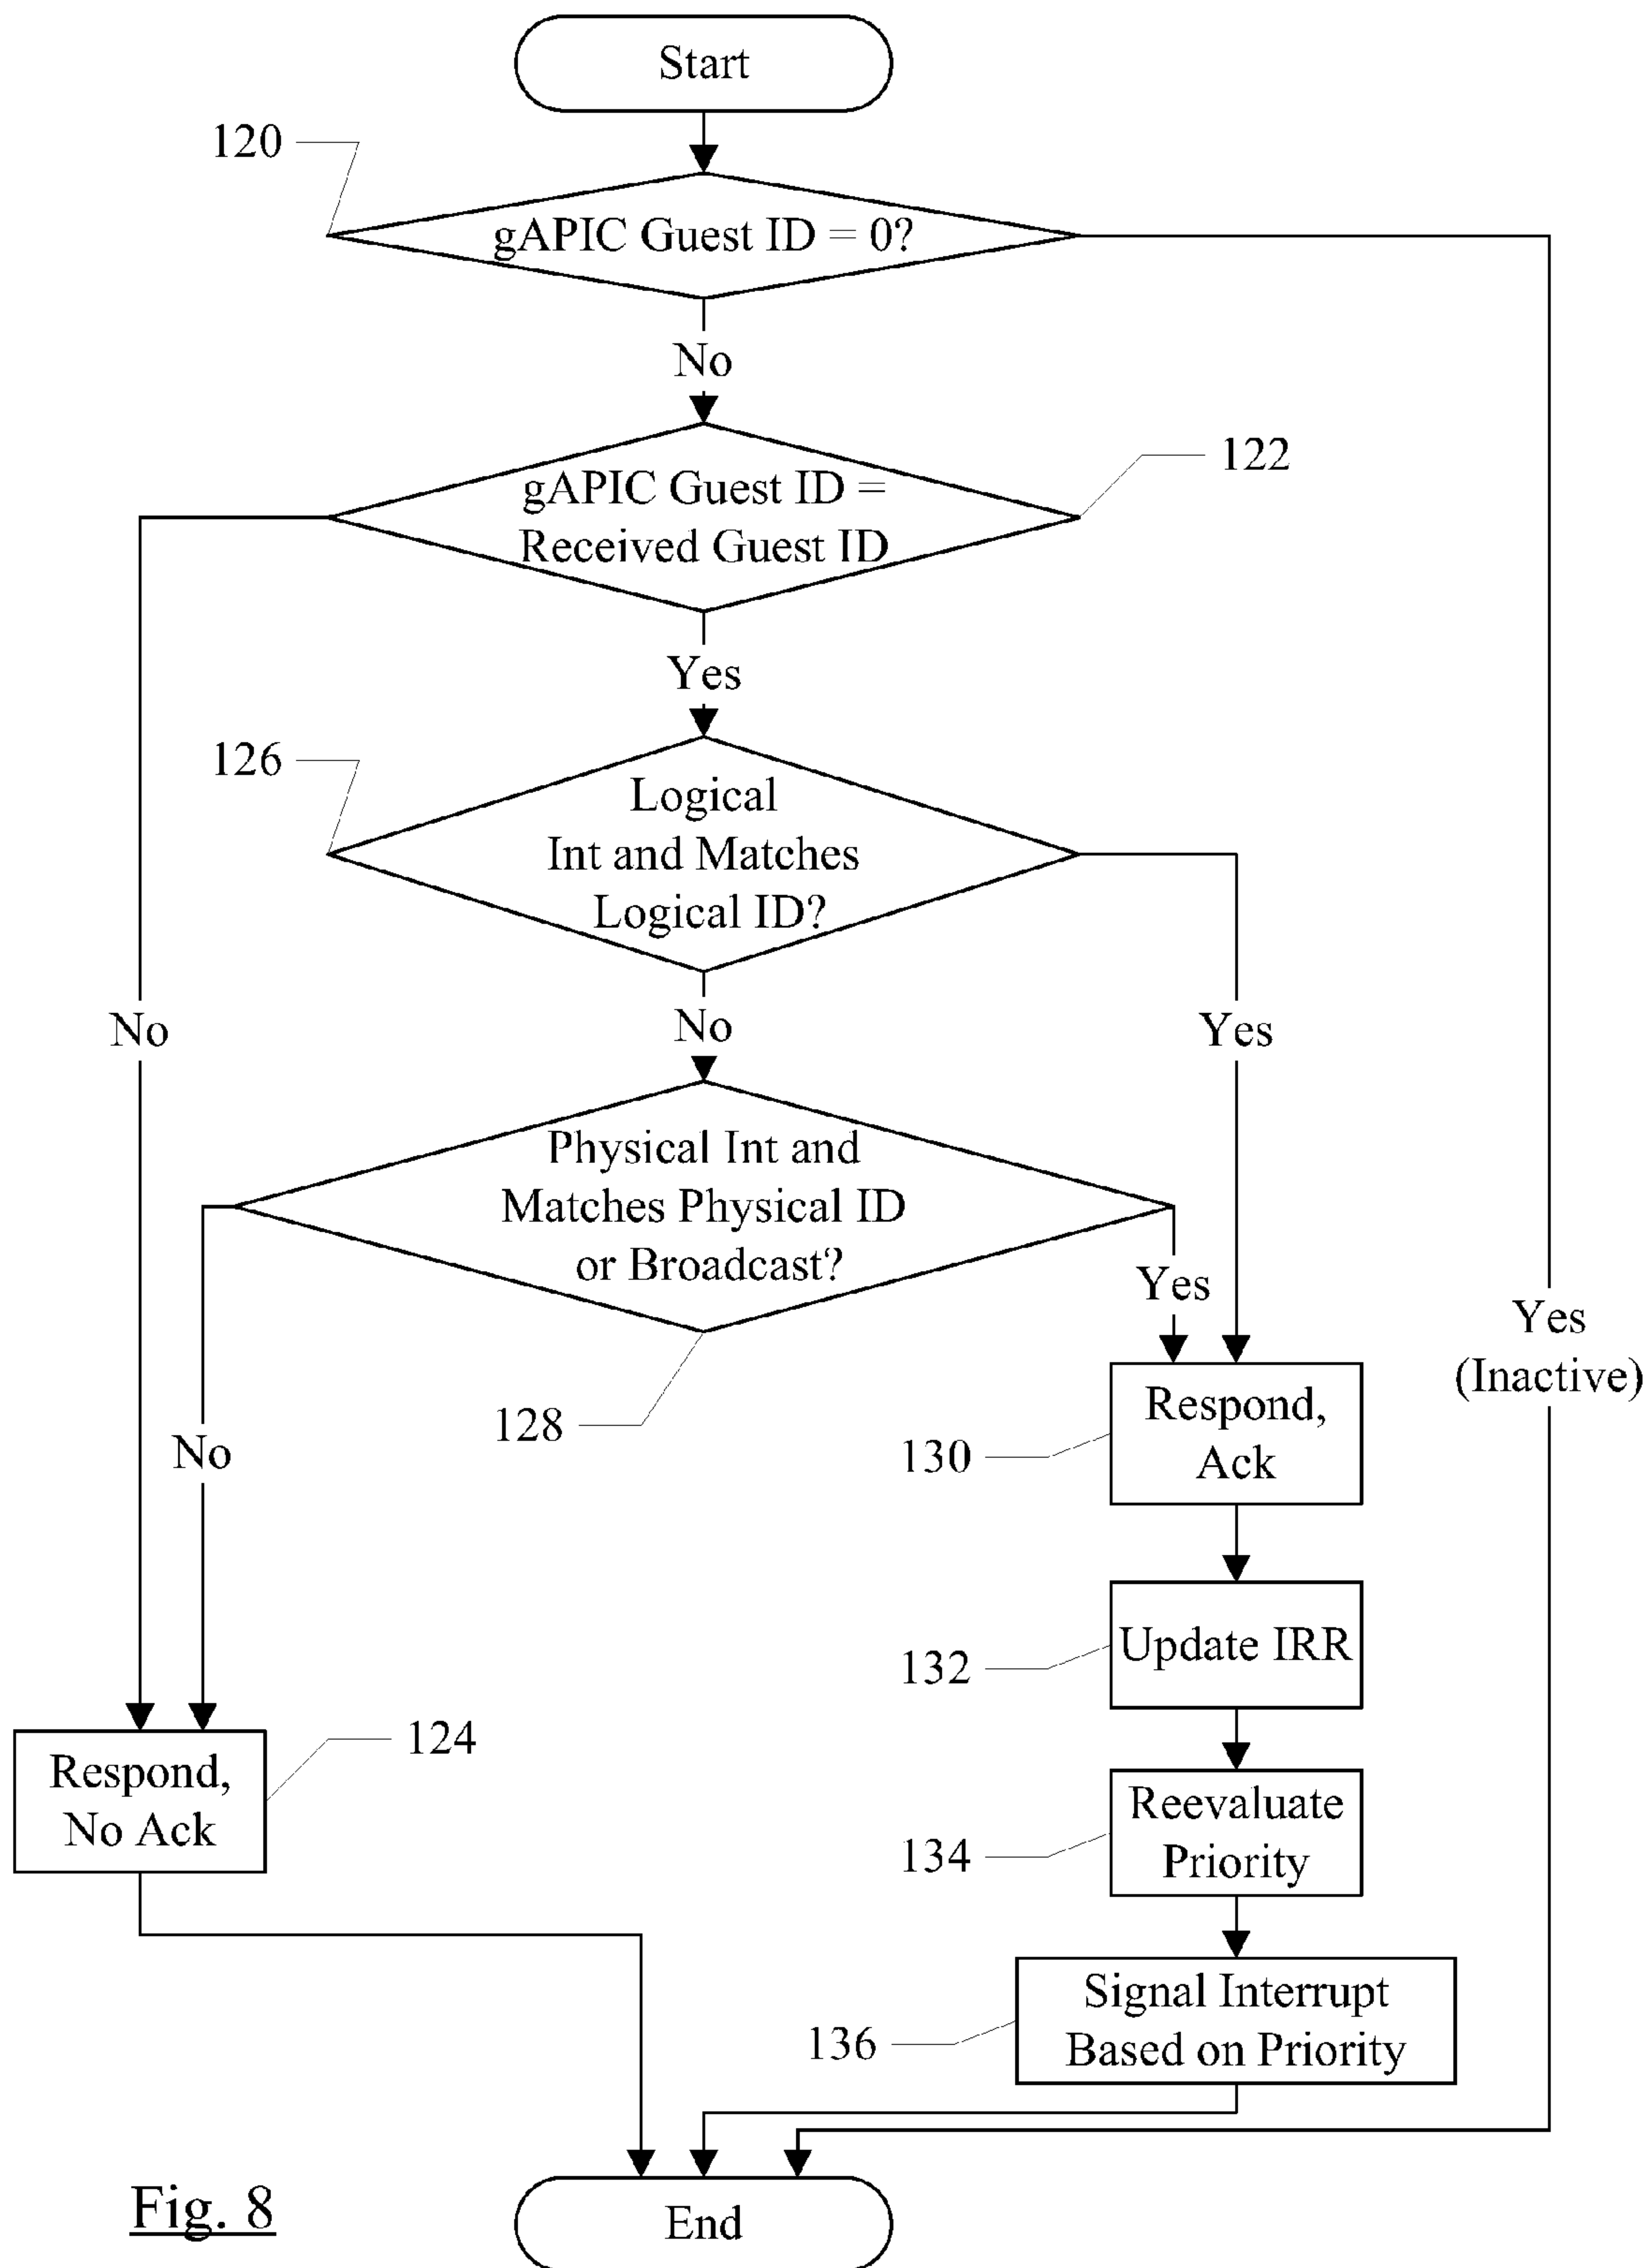 Start
120
gAPIC Guest ID = 0?
No
122
gAPIC Guest ID =
Received Guest ID
Yes
126
Logical
Int and Matches
Logical ID?
No
No
Yes
Physical Int and
Matches Physical ID
or Broadcast?
Yes
Yes
(Inactive)
128
No
Respond,
Ack
130
Update IRR
132
124
Respond,
No Ack
Reevaluate
Priority
134
Signal Interrupt
Based on Priority
136
Fig. 8
End